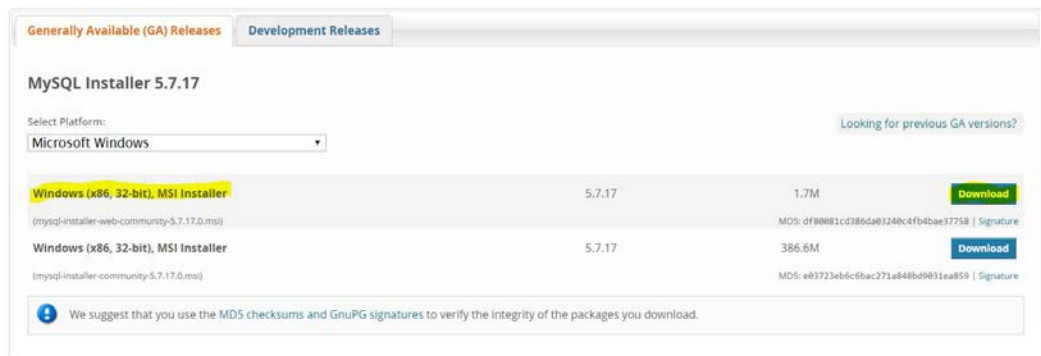 Generally Available (GA) Releases Development Releases
MySQL Installer 5.7.17
Select Platform:
Looking for previous GA versions?
Microsoft Windows
Windows (x86, 32-bit), MSI Installer 5.7.17 1.7M Download
(mysql-installer-web-community-5.7.17.0.msi) MD5: df80081cd386da03240c4fb4bae37758 | Signature
Windows (x86, 32-bit), MSI Installer 5.7.17 386.6M Download
(mysql-installer-community-5.7.17.0.msi) MD5: e03723eb6c6bac271a848bd9031ea859 | Signature
We suggest that you use the MD5 checksums and GnuPG signatures to verify the integrity of the packages you download.